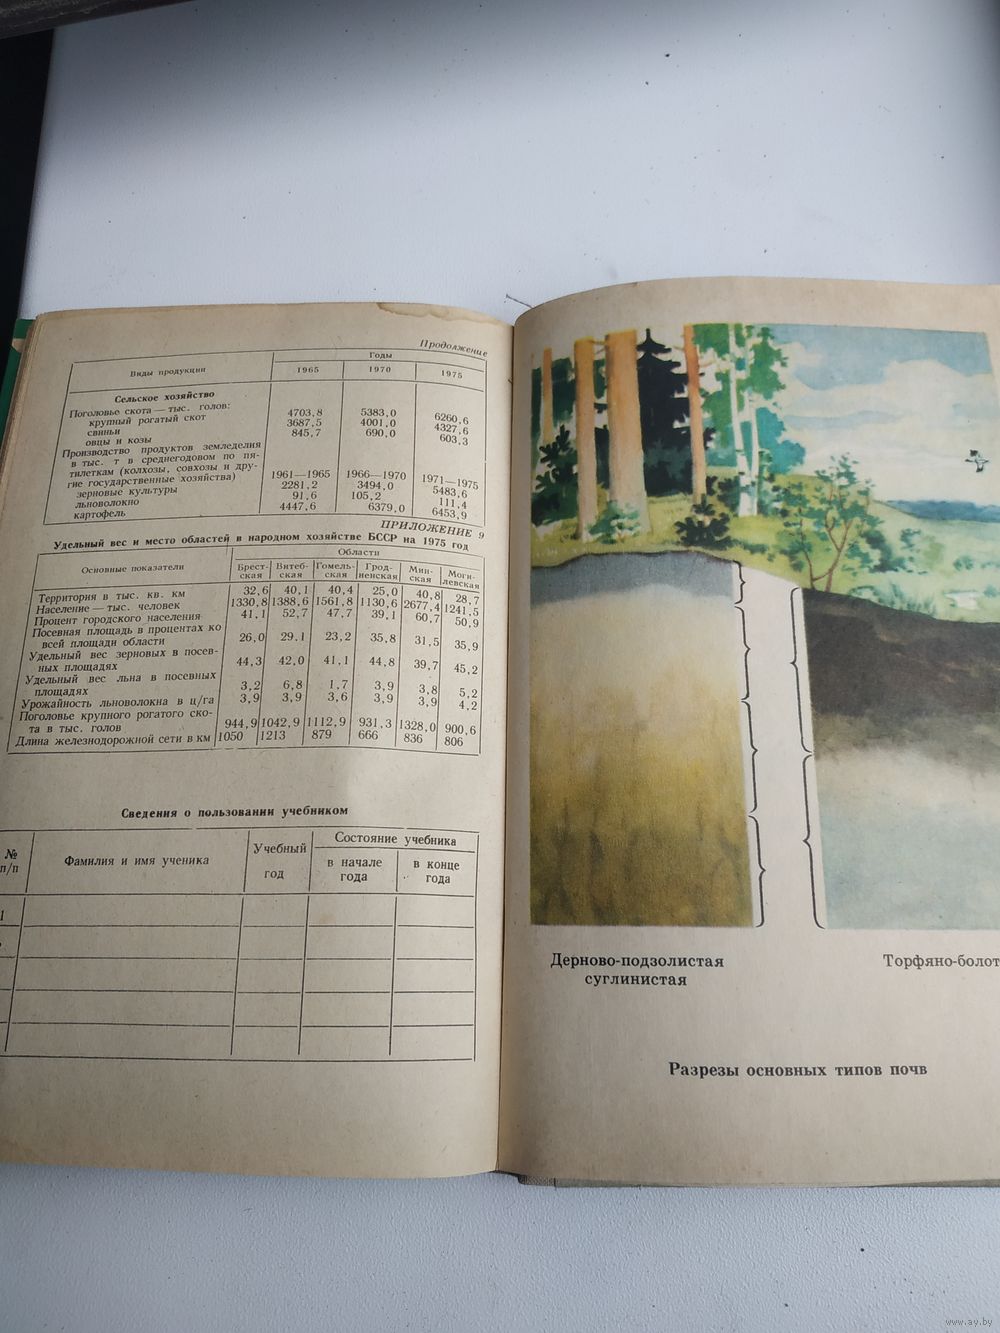 Продолжение
Виды продукции
Годы
1965 1970 1975
Сельское хозяйство
Поголовье скота — тыс. голов:
крупный рогатый скот 4703,8 5383,0 6260,6
свиньи 3687,5 4001,0 4327,6
овцы и козы 845,7 690,0 603,3
Производство продуктов земледелия
в тыс. т в среднегодовом по пя-
тилеткам (колхозы, совхозы и дру-
гие государственные хозяйства) 1961—1965 1966—1970 1971—1975
зерновые культуры 2281,2 3494,0 5483,6
льноволокно 91,6 105,2 111,4
картофель 4447,6 6379,0 6453,9
ПРИЛОЖЕНИЕ 9
Удельный вес и место областей в народном хозяйстве БССР на 1975 год
Основные показатели
Области
Брест- Витеб- Гомель- Грод- Мин- Моги-
ская ская ская ненская ская левская
Территория в тыс. кв. км 32,6 40,1 40,4 25,0 40,8 28,7
Население — тыс. человек 1330,8 1388,6 1561,8 1130,6 2677,4 1241,5
Процент городского населения 41,1 52,7 47,7 39,1 60,7 50,9
Посевная площадь в процентах ко
всей площади области 26,0 29.1 23,2 35,8 31,5 35,9
Удельный вес зерновых в посев-
ных площадях 44,3 42,0 41,1 44,8 39,7 45,2
Удельный вес льна в посевных
площадях 3,2 6,8 1,7 3,9 3,8 5,2
Урожайность льноволокна в ц/га 3,9 3,9 3,6 3,9 3,9 4,2
Поголовье крупного рогатого ско-
та в тыс. голов 944,9 1042,9 1112,9 931,3 1328,0 900,6
Длина железнодорожной сети в км 1050 1213 879 666 836 806
Сведения о пользовании учебником
№
п/п
Фамилия и имя ученика
Учебный
год
Состояние учебника
в начале
года
в конце
года
1
Дерново-подзолистая
суглинистая
Торфяно-болот
Разрезы основных типов почв
www.ay.by